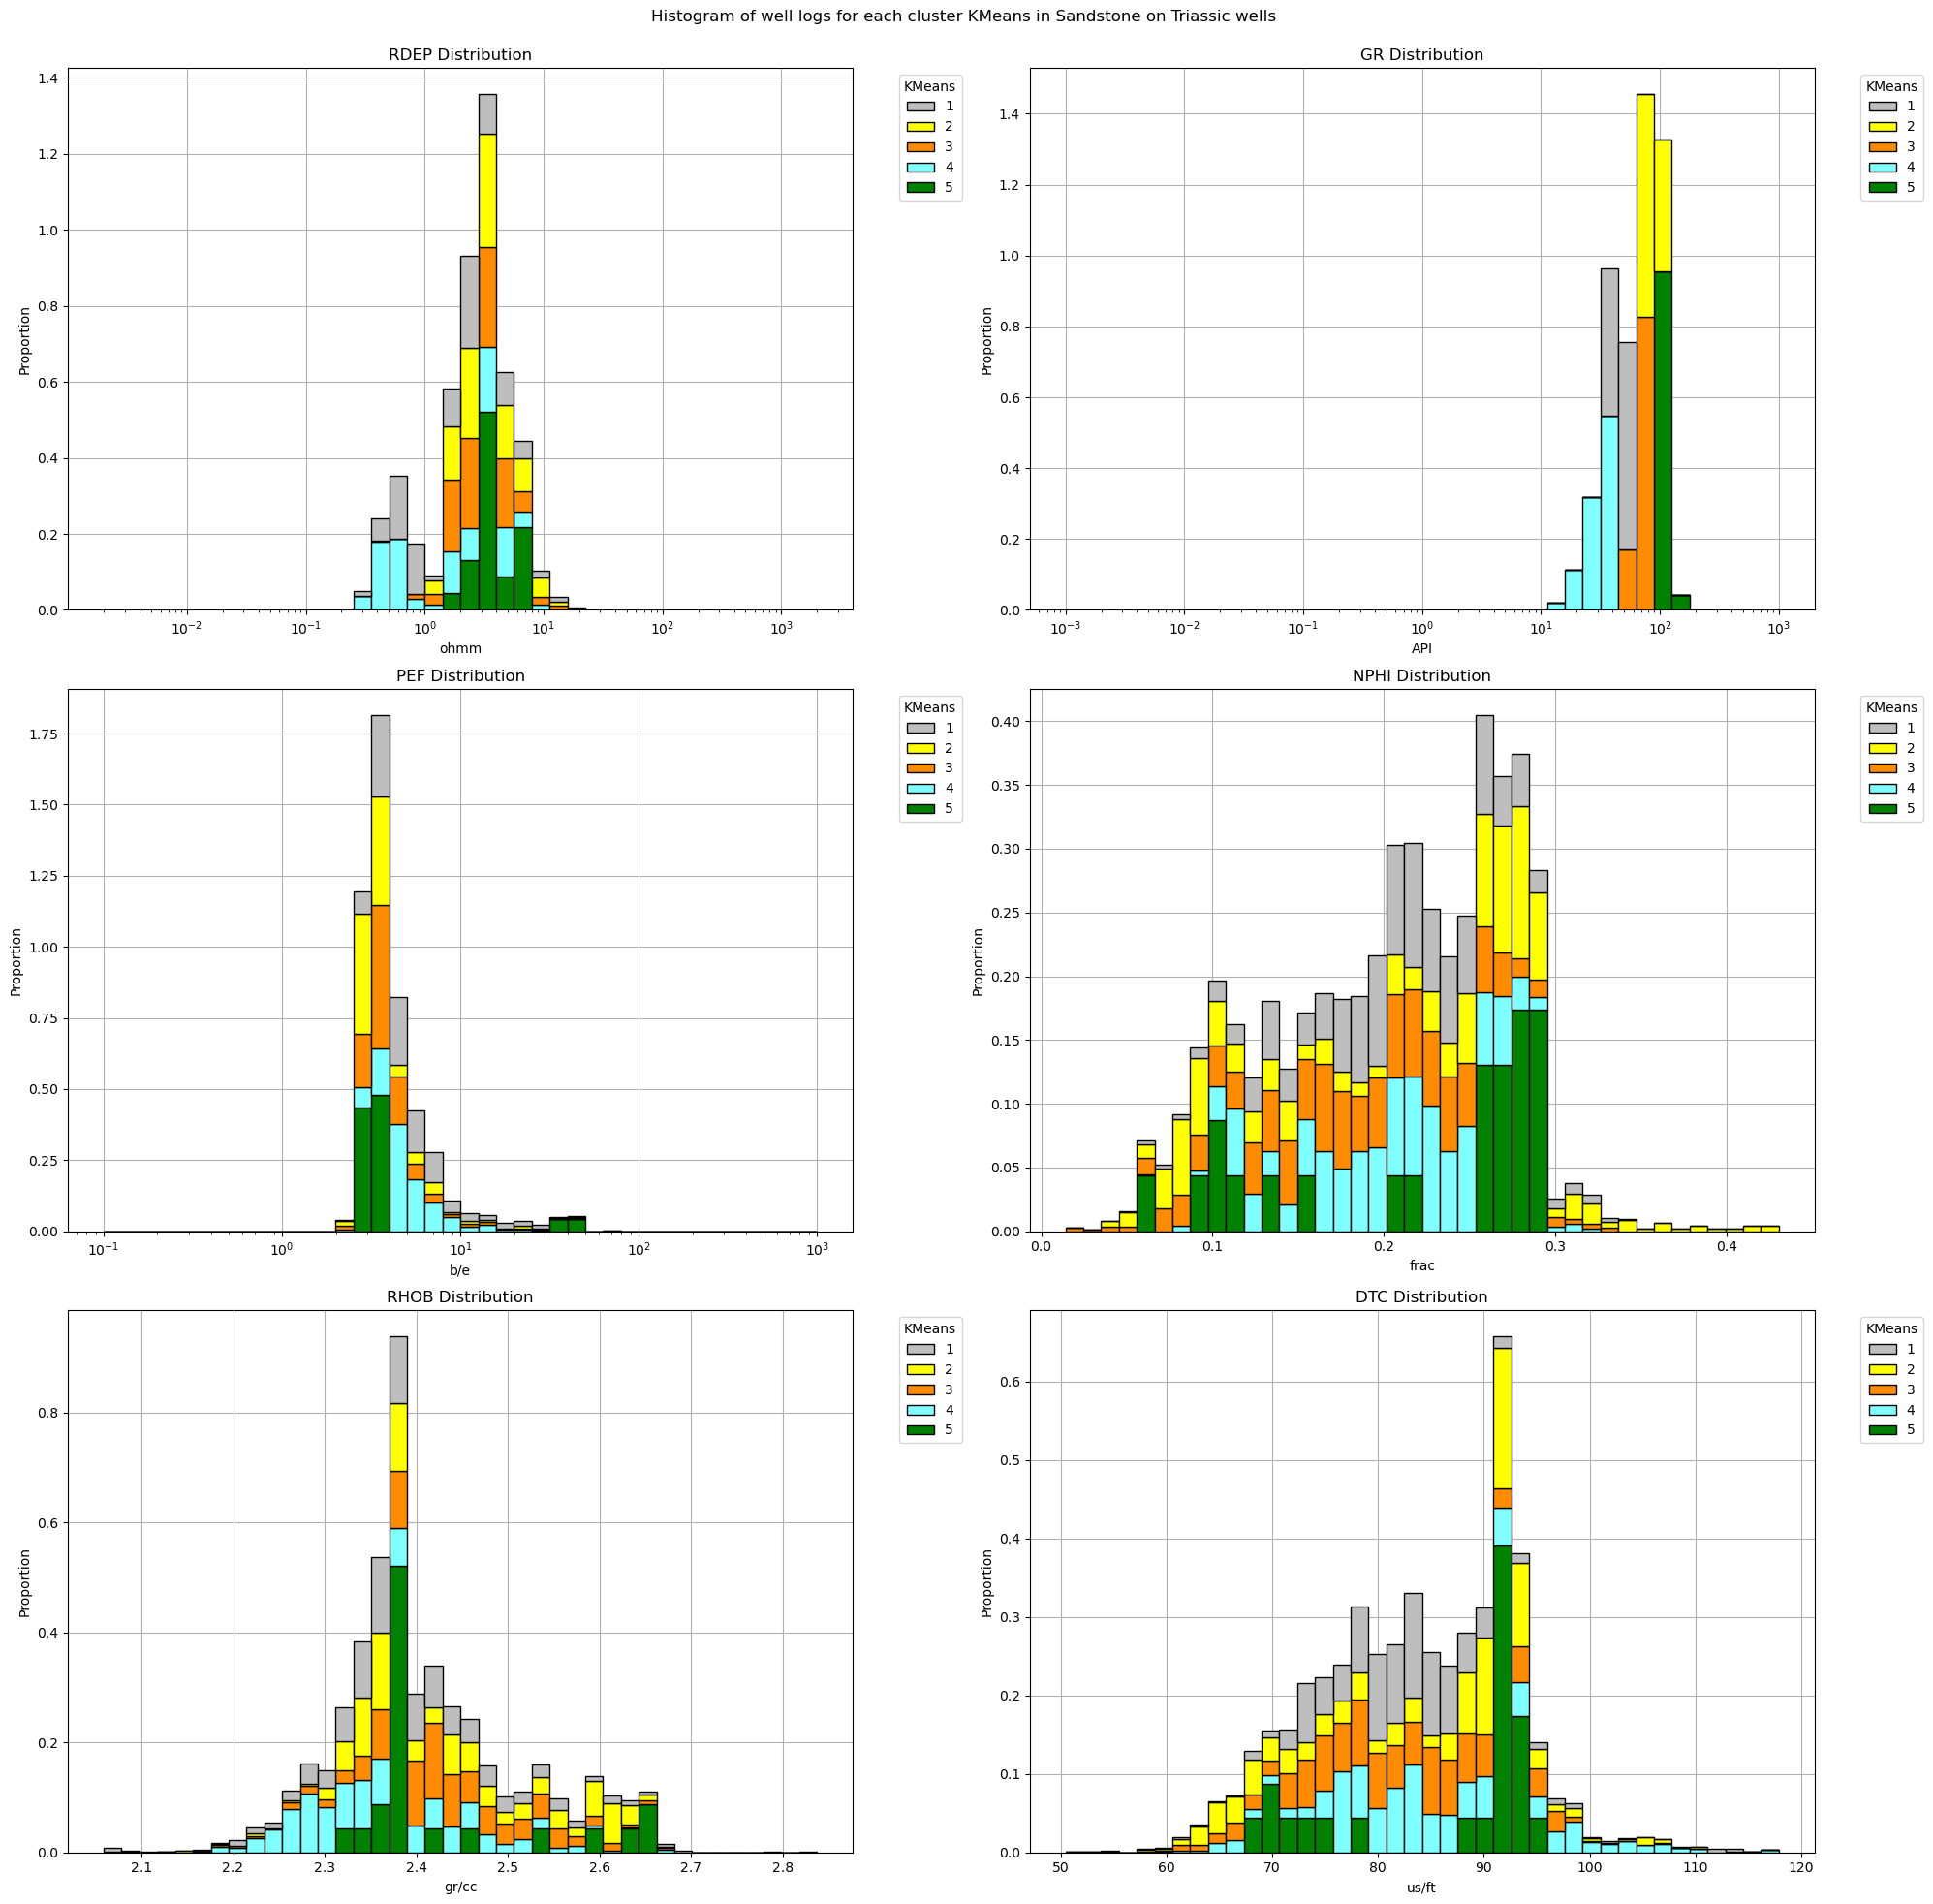 Histogram of well logs for each cluster KMeans in Sandstone on Triassic wells
RDEP Distribution
Proportion
1.4
1.2
1.0
0.8
0.6
0.4
0.2
0.0
10⁻² 10⁻¹ 10⁰ 10¹ 10² 10³
ohmm
KMeans
1
2
3
4
5
GR Distribution
Proportion
1.4
1.2
1.0
0.8
0.6
0.4
0.2
0.0
10⁻³ 10⁻² 10⁻¹ 10⁰ 10¹ 10² 10³
API
KMeans
1
2
3
4
5
PEF Distribution
Proportion
1.75
1.50
1.25
1.00
0.75
0.50
0.25
0.00
10⁻¹ 10⁰ 10¹ 10² 10³
b/e
KMeans
1
2
3
4
5
NPHI Distribution
Proportion
0.40
0.35
0.30
0.25
0.20
0.15
0.10
0.05
0.00
0.0 0.1 0.2 0.3 0.4
frac
KMeans
1
2
3
4
5
RHOB Distribution
Proportion
0.8
0.6
0.4
0.2
0.0
2.1 2.2 2.3 2.4 2.5 2.6 2.7 2.8
gr/cc
KMeans
1
2
3
4
5
DTC Distribution
Proportion
0.6
0.5
0.4
0.3
0.2
0.1
0.0
50 60 70 80 90 100 110 120
us/ft
KMeans
1
2
3
4
5